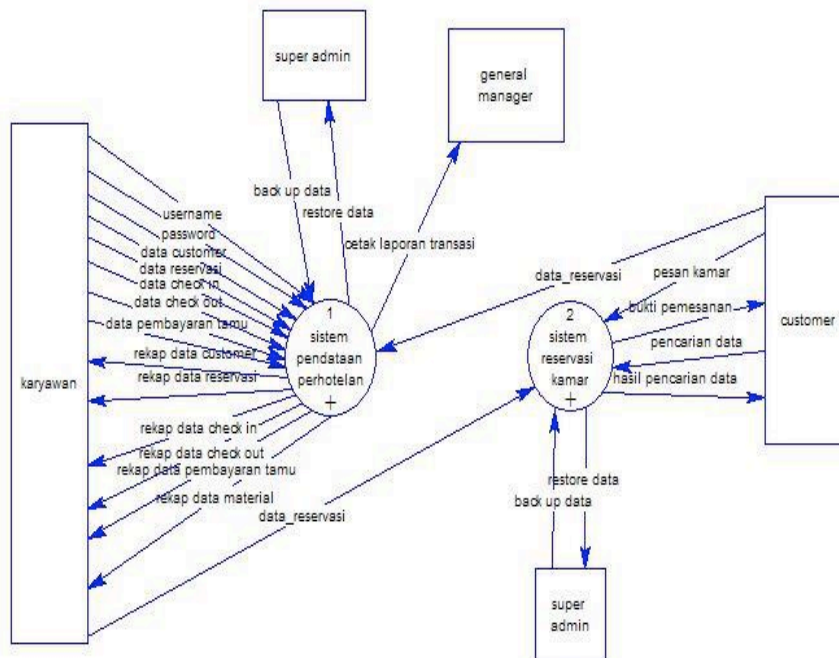 super admin
general
manager
back up data
restore data
cetak laporan transasi
username
password
data customer
data reservasi
data check in
data check out
data pembayaran tamu
rekap data customer
rekap data reservasi
karyawan
1
sistem
pendataan
perhotelan
+
data_reservasi
pesan kamar
bukti pemesanan
pencarian data
hasil pencarian data
customer
2
sistem
reservasi
kamar
+
rekap data check in
rekap data check out
rekap data pembayaran tamu
rekap data material
data_reservasi
restore data
back up data
super
admin